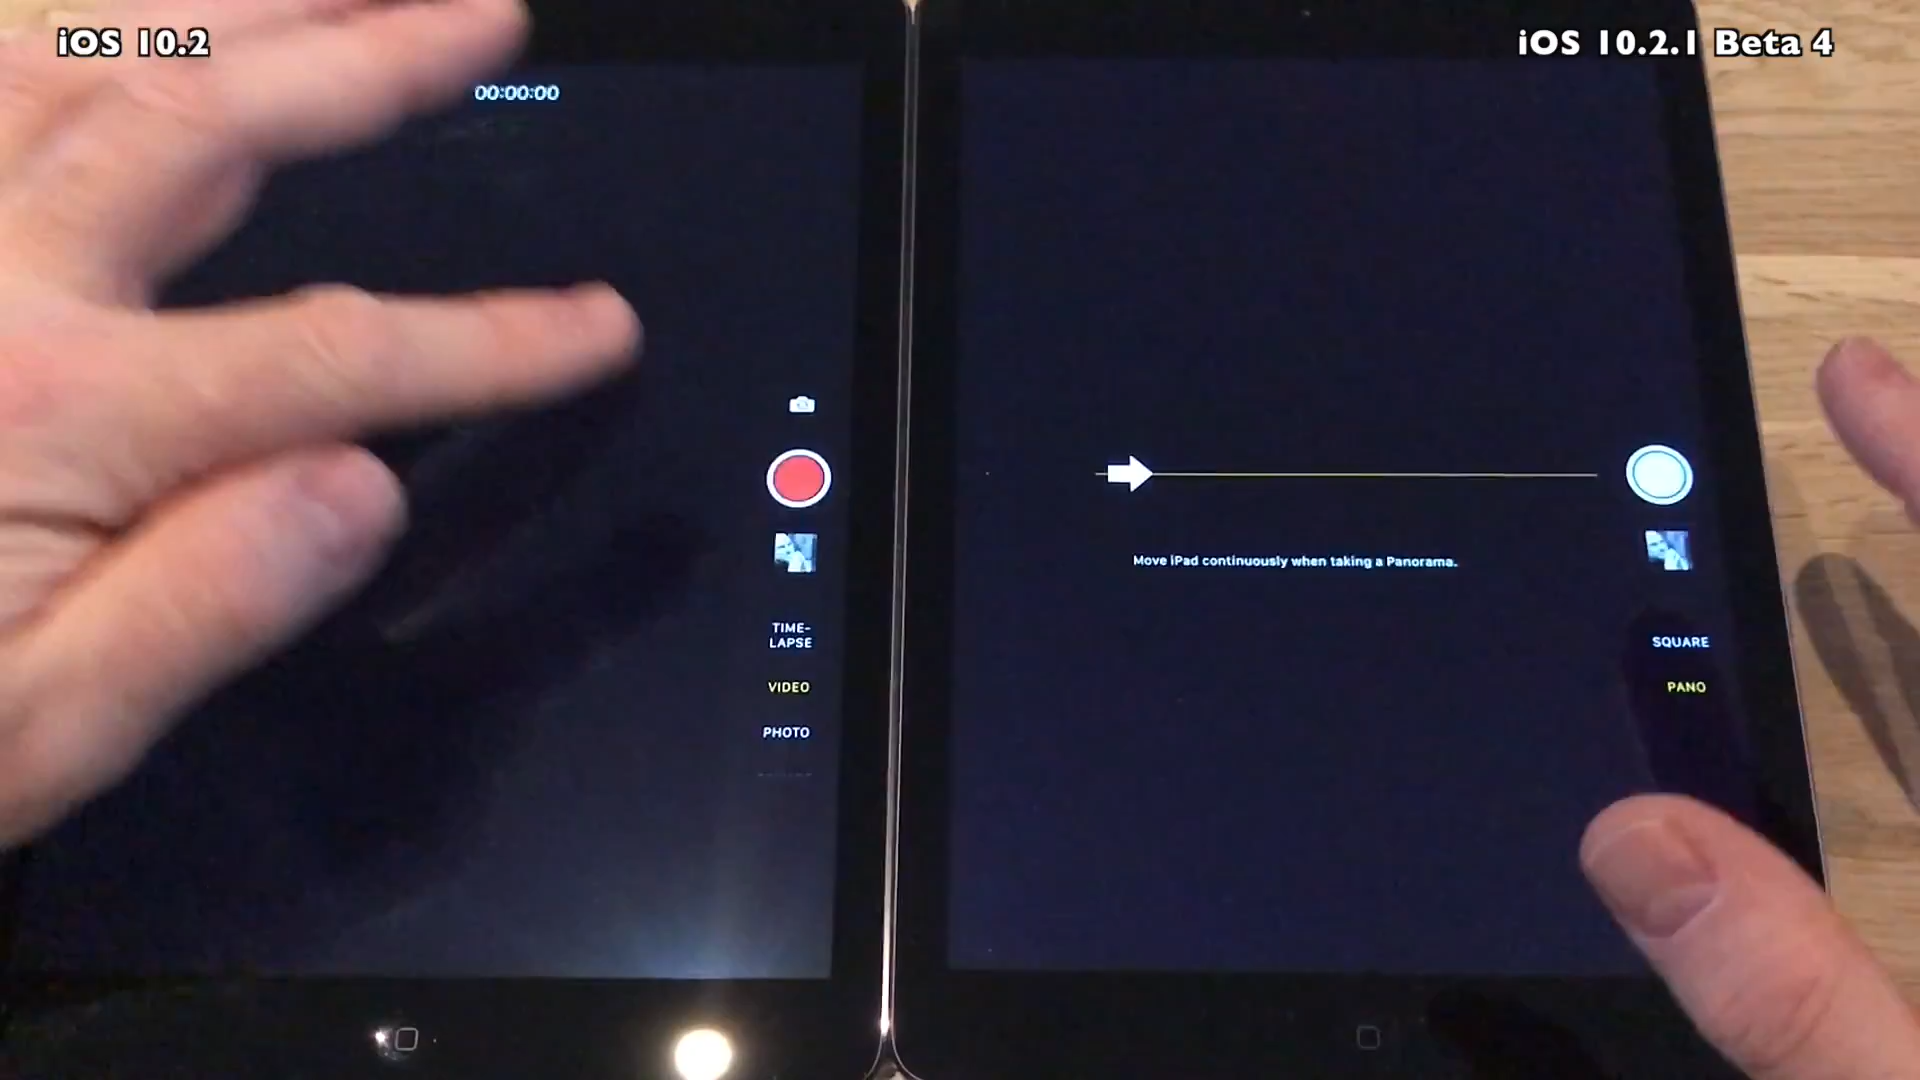 iOS 10.2
iOS 10.2.1 Beta 4
00:00:00
TIME-
LAPSE
VIDEO
PHOTO
Move iPad continuously when taking a Panorama.
SQUARE
PANO